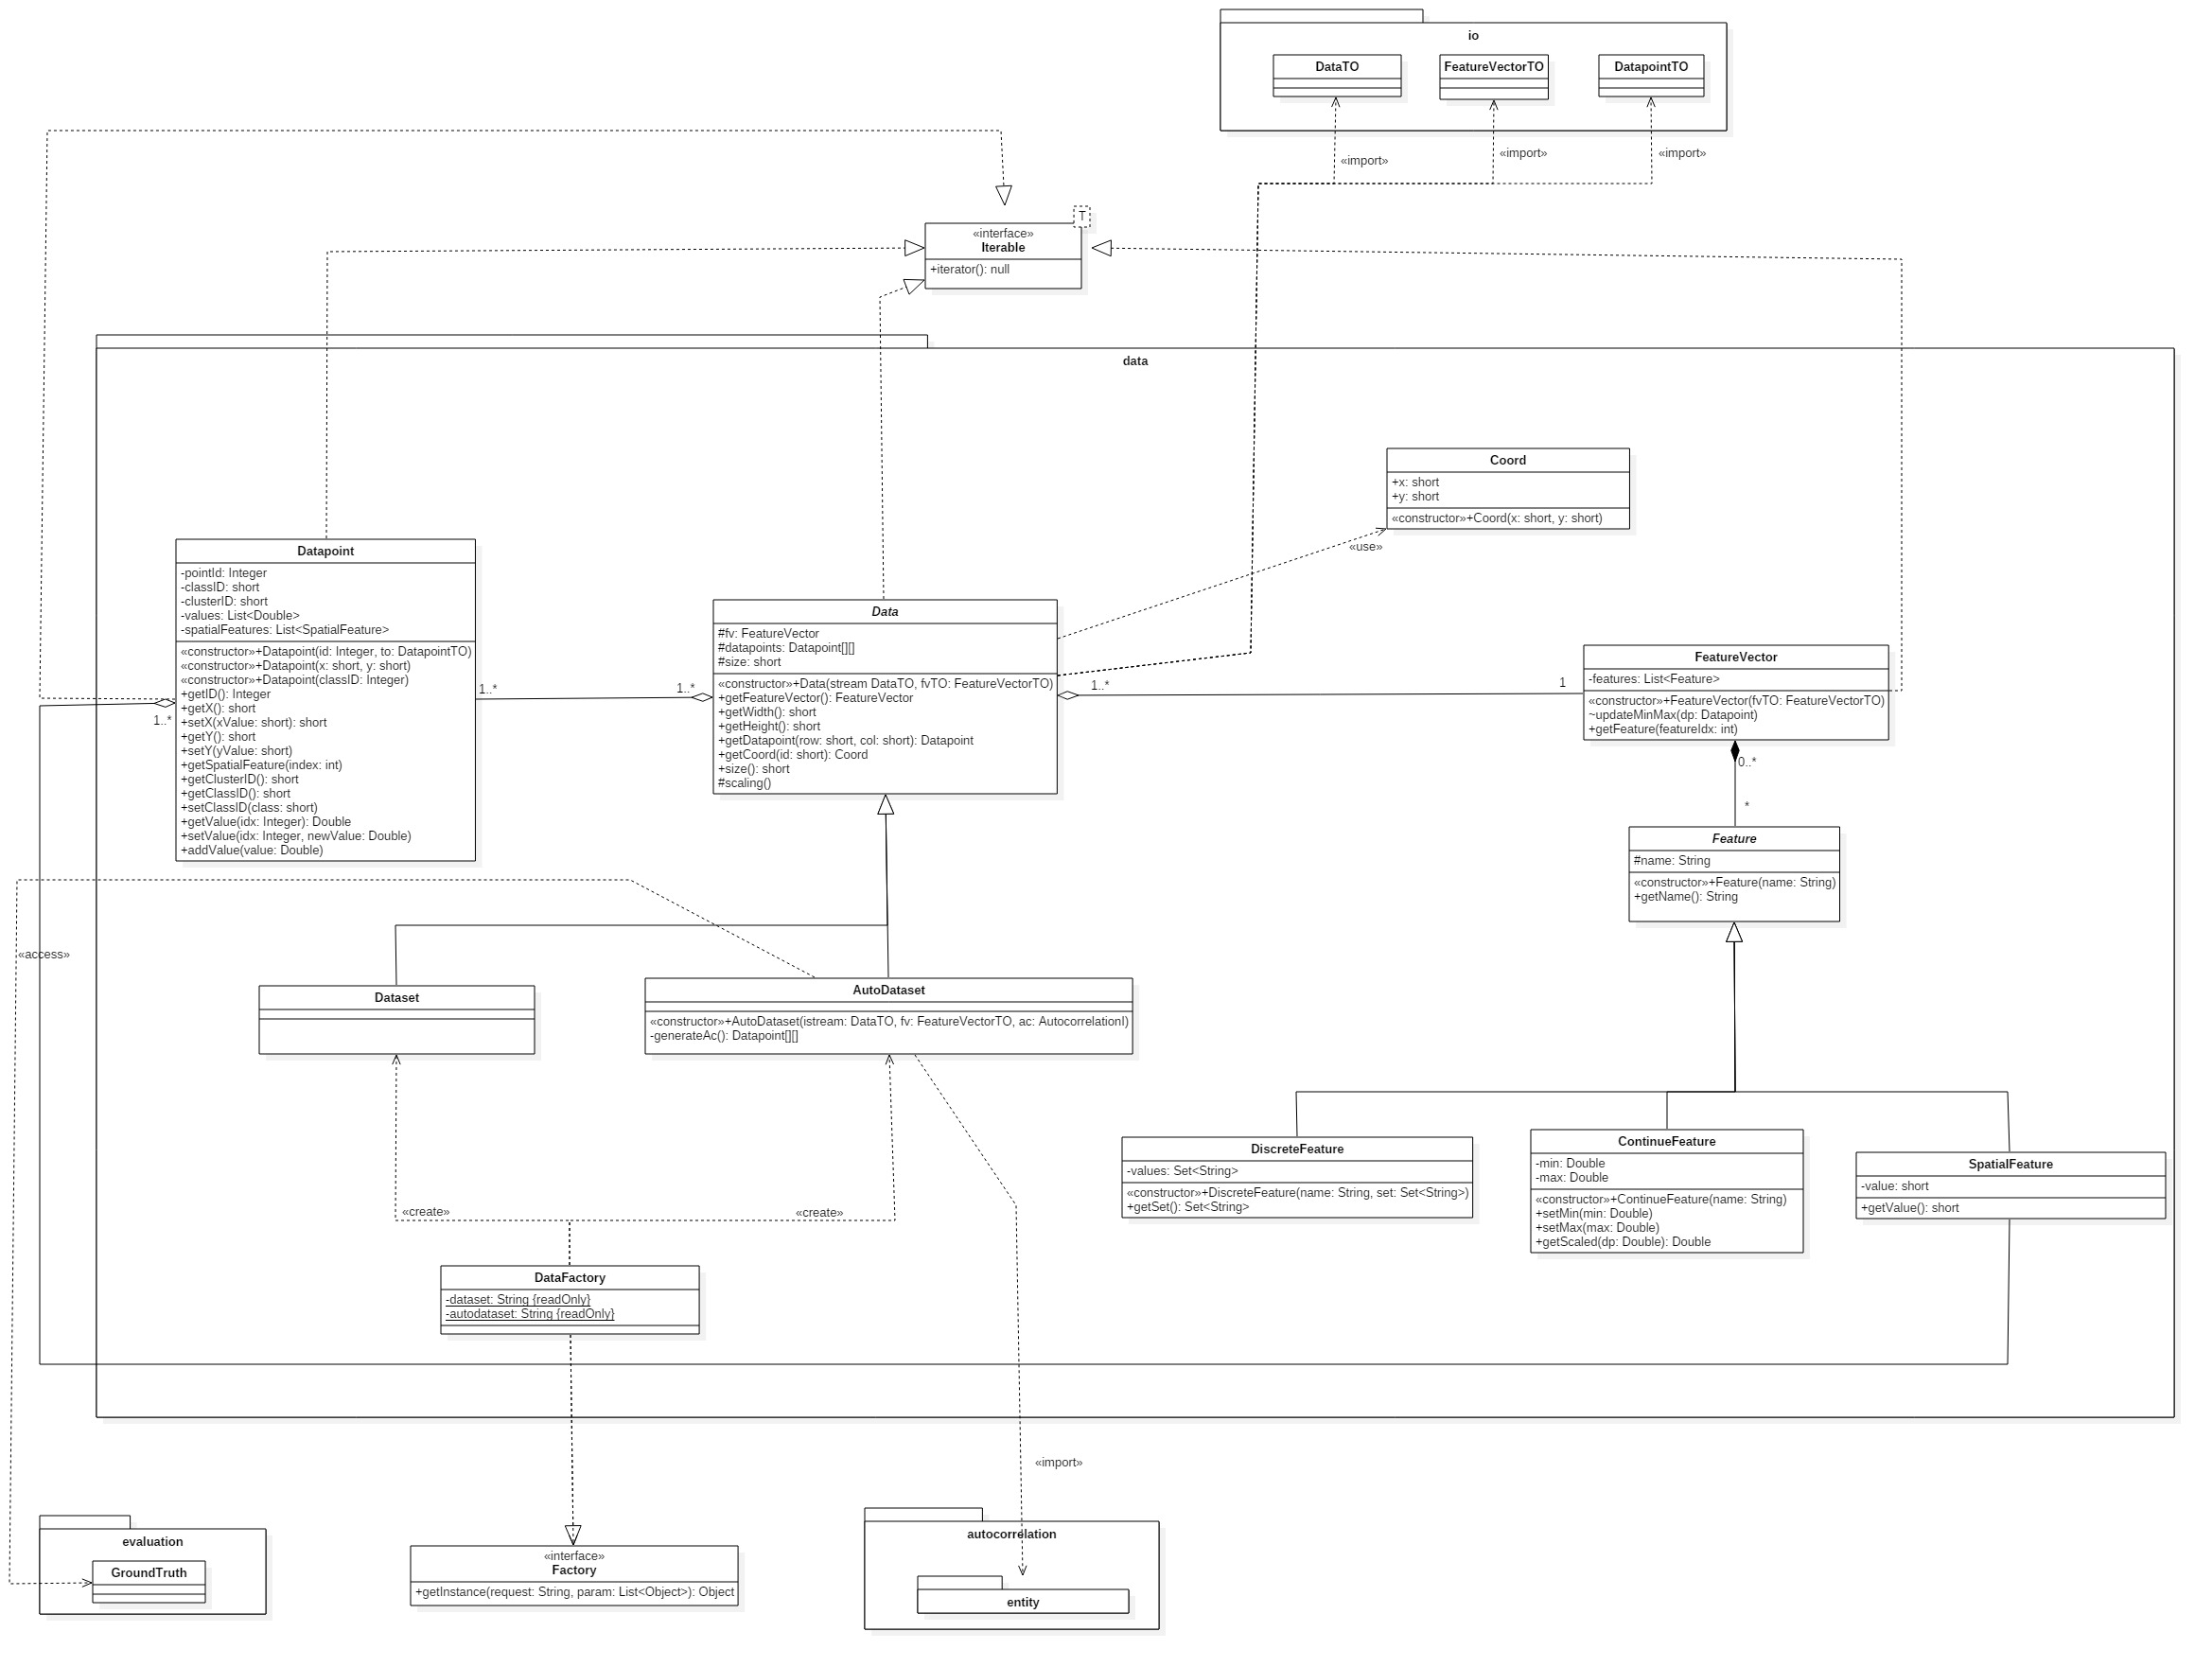 io
DataTO
FeatureVectorTO
DatapointTO
«import»
«import»
«import»
T
«interface»
Iterable
+iterator(): null
data
Coord
+x: short
+y: short
«constructor»+Coord(x: short, y: short)
«use»
Datapoint
-pointId: Integer
-classID: short
-clusterID: short
-values: List<Double>
-spatialFeatures: List<SpatialFeature>
«constructor»+Datapoint(id: Integer, to: DatapointTO)
«constructor»+Datapoint(x: short, y: short)
«constructor»+Datapoint(classID: Integer)
+getID(): Integer
+getX(): short
+setX(xValue: short): short
+getY(): short
+setY(yValue: short)
+getSpatialFeature(index: int)
+getClusterID(): short
+getClassID(): short
+setClassID(class: short)
+getValue(idx: Integer): Double
+setValue(idx: Integer, newValue: Double)
+addValue(value: Double)
1..*
1..*
1..*
Data
#fv: FeatureVector
#datapoints: Datapoint[][]
#size: short
«constructor»+Data(stream DataTO, fvTO: FeatureVectorTO)
+getFeatureVector(): FeatureVector
+getWidth(): short
+getHeight(): short
+getDatapoint(row: short, col: short): Datapoint
+getCoord(id: short): Coord
+size(): short
#scaling()
1..*
1
FeatureVector
-features: List<Feature>
«constructor»+FeatureVector(fvTO: FeatureVectorTO)
~updateMinMax(dp: Datapoint)
+getFeature(featureIdx: int)
0..*
*
Feature
#name: String
«constructor»+Feature(name: String)
+getName(): String
«access»
Dataset
AutoDataset
«constructor»+AutoDataset(istream: DataTO, fv: FeatureVectorTO, ac: AutocorrelationI)
-generateAc(): Datapoint[][]
DiscreteFeature
-values: Set<String>
«constructor»+DiscreteFeature(name: String, set: Set<String>)
+getSet(): Set<String>
ContinueFeature
-min: Double
-max: Double
«constructor»+ContinueFeature(name: String)
+setMin(min: Double)
+setMax(max: Double)
+getScaled(dp: Double): Double
SpatialFeature
-value: short
+getValue(): short
«create»
«create»
DataFactory
-dataset: String {readOnly}
-autodataset: String {readOnly}
«import»
evaluation
GroundTruth
«interface»
Factory
+getInstance(request: String, param: List<Object>): Object
autocorrelation
entity